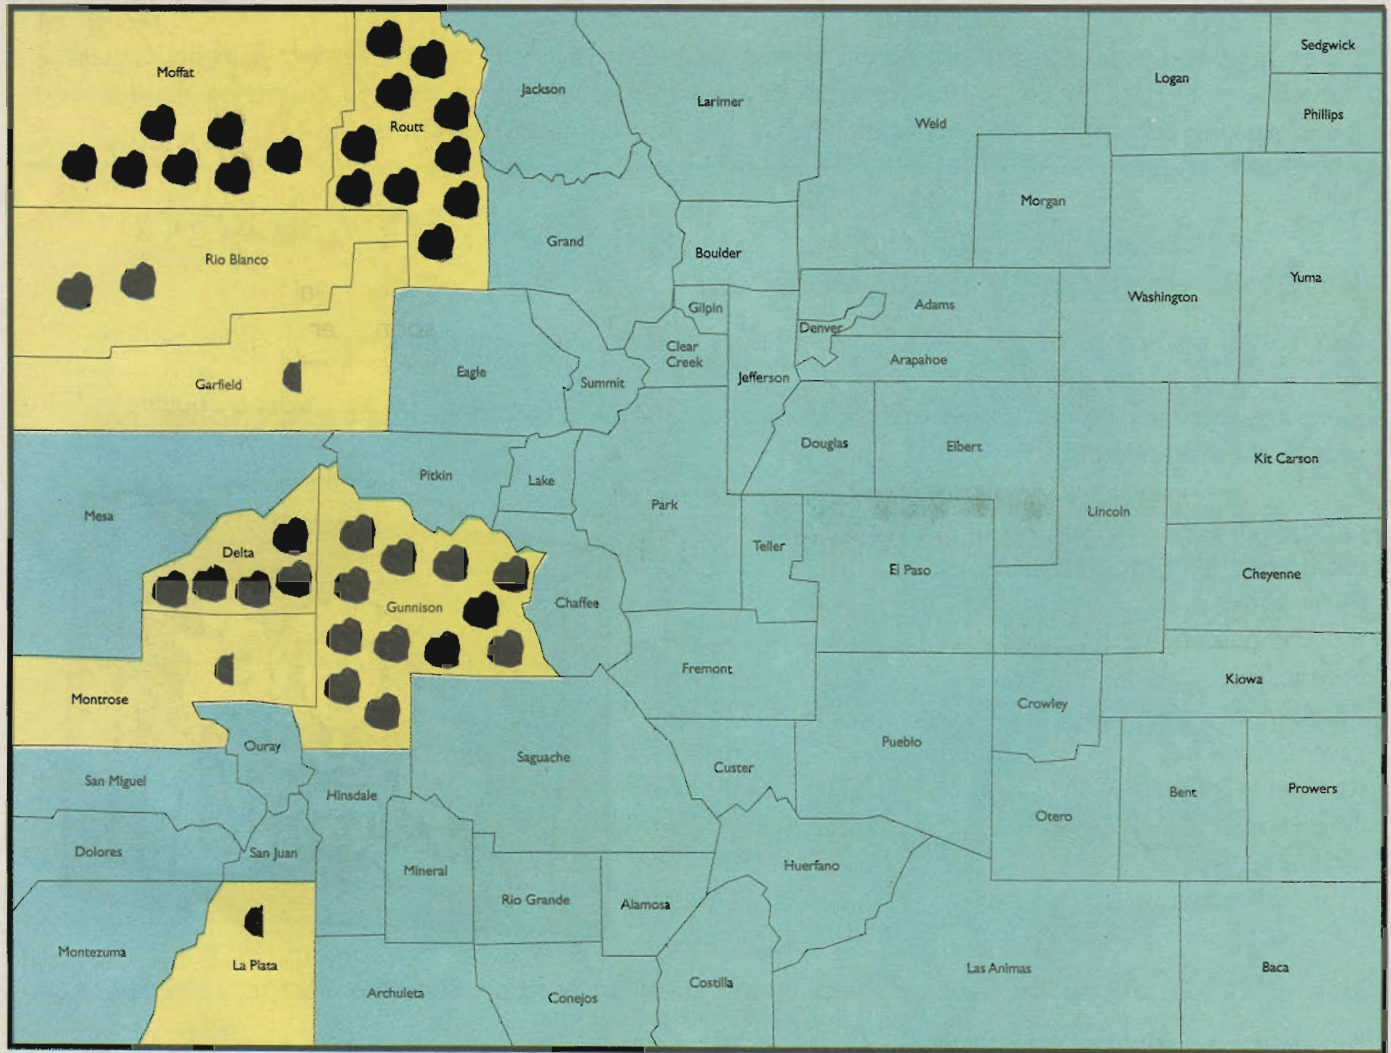 Moffat
Routt
Jackson
Larimer
Weld
Logan
Sedgwick
Phillips
Morgan
Rio Blanco
Grand
Boulder
Washington
Yuma
Gilpin
Adams
Denver
Clear
Creek
Arapahoe
Garfield
Eagle
Summit
Jefferson
Douglas
Elbert
Kit Carson
Mesa
Pitkin
Lake
Park
Lincoln
Delta
Teller
El Paso
Cheyenne
Gunnison
Chaffee
Montrose
Fremont
Crowley
Kiowa
Ouray
Saguache
Pueblo
San Miguel
Hinsdale
Custer
Otero
Bent
Prowers
Dolores
San Juan
Mineral
Rio Grande
Alamosa
Huerfano
Montezuma
La Plata
Archuleta
Conejos
Costilla
Las Animas
Baca